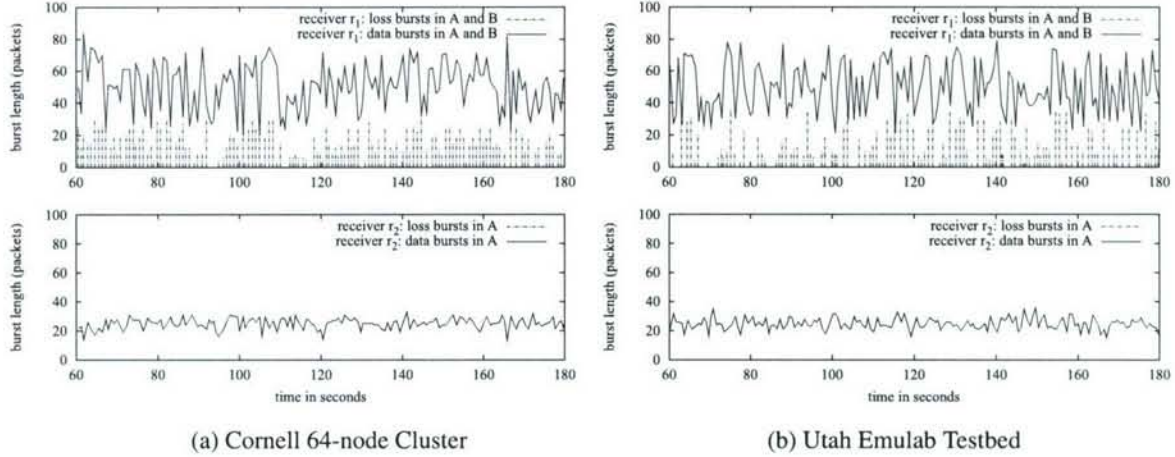 receiver r1: loss bursts in A and B
receiver r1: data bursts in A and B
burst length (packets)
100
80
60
40
20
0
60 80 100 120 140 160 180
receiver r2: loss bursts in A
receiver r2: data bursts in A
burst length (packets)
100
80
60
40
20
0
60 80 100 120 140 160 180
time in seconds
(a) Cornell 64-node Cluster
receiver r1: loss bursts in A and B
receiver r1: data bursts in A and B
burst length (packets)
100
80
60
40
20
0
60 80 100 120 140 160 180
receiver r2: loss bursts in A
receiver r2: data bursts in A
burst length (packets)
100
80
60
40
20
0
60 80 100 120 140 160 180
time in seconds
(b) Utah Emulab Testbed